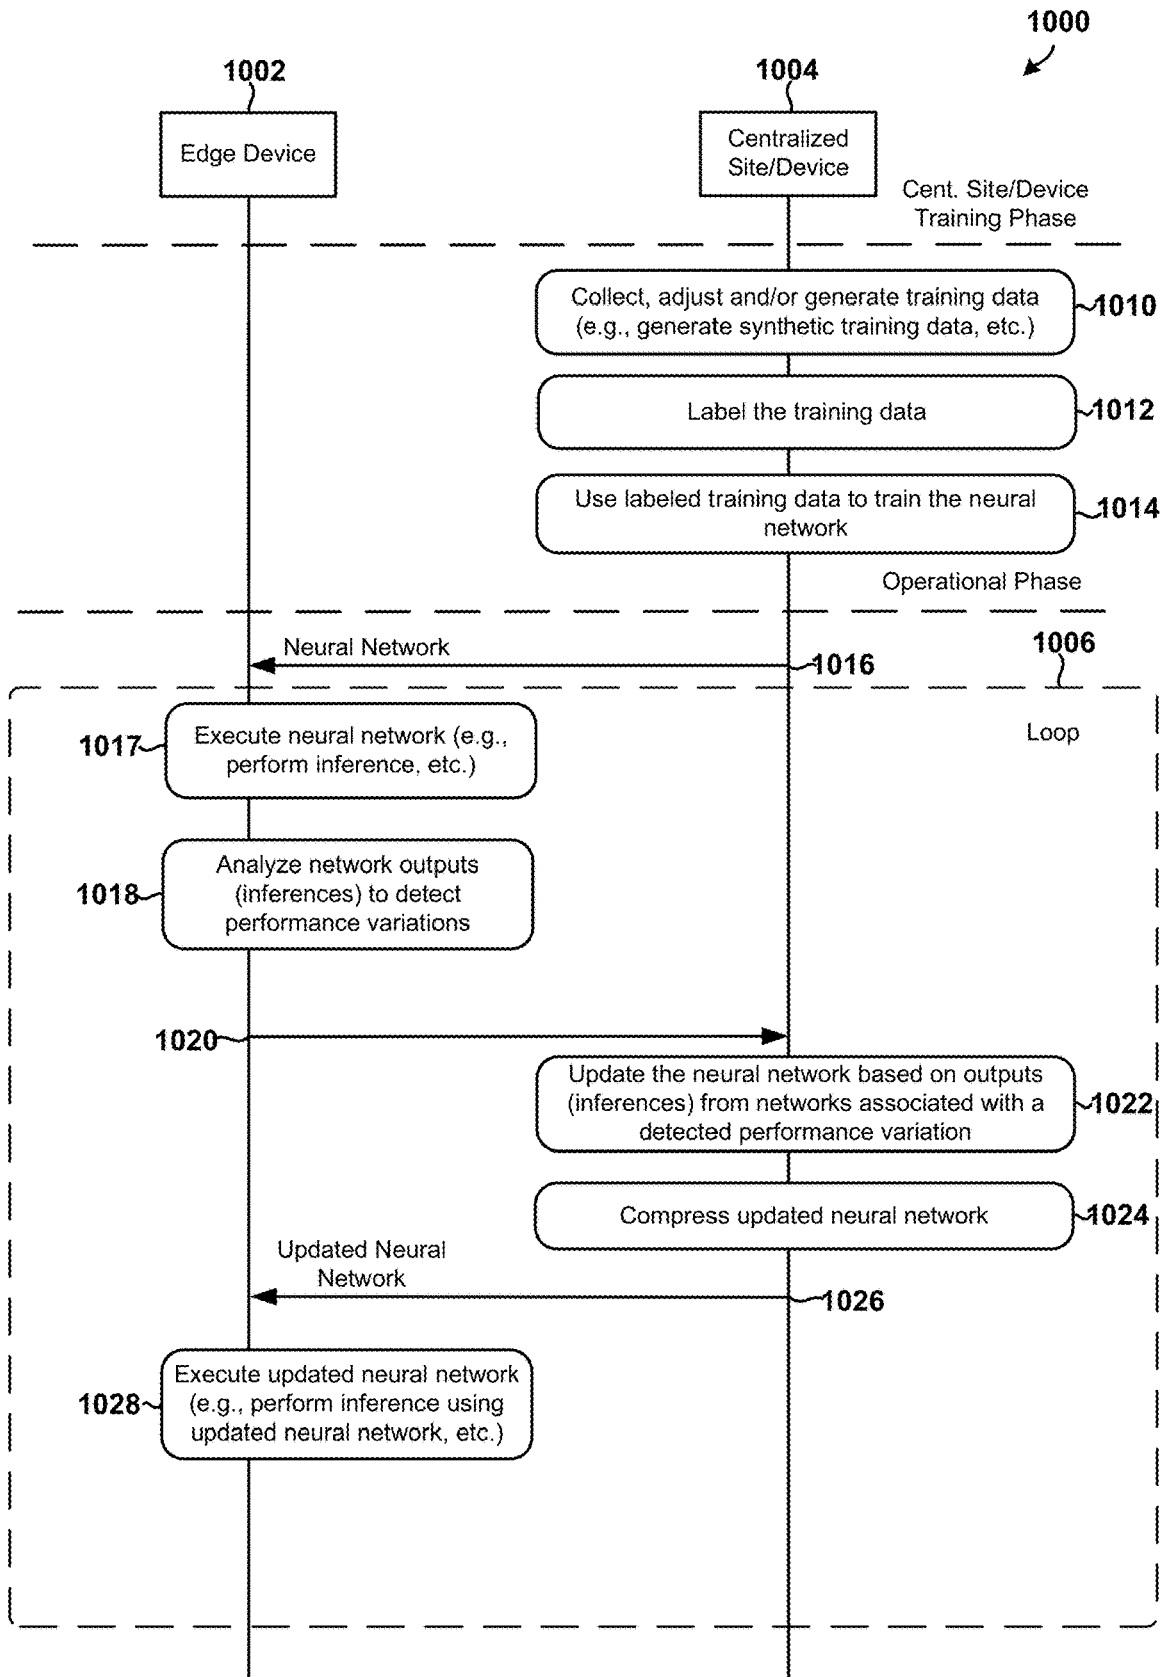 1000
1002
1004
Edge Device
Centralized
Site/Device
Cent. Site/Device
Training Phase
Collect, adjust and/or generate training data
(e.g., generate synthetic training data, etc.)
1010
Label the training data
1012
Use labeled training data to train the neural
network
1014
Operational Phase
Neural Network
1016
1006
Loop
1017
Execute neural network (e.g.,
perform inference, etc.)
1018
Analyze network outputs
(inferences) to detect
performance variations
1020
Update the neural network based on outputs
(inferences) from networks associated with a
detected performance variation
1022
Compress updated neural network
1024
Updated Neural
Network
1026
1028
Execute updated neural network
(e.g., perform inference using
updated neural network, etc.)